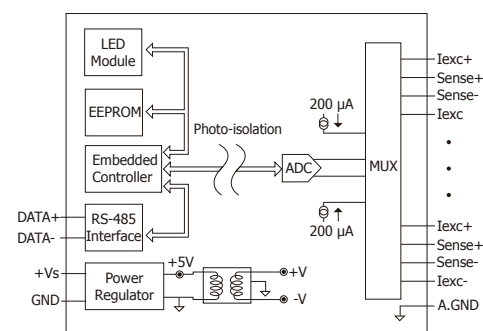 LED
Module
EEPROM
Embedded
Controller
RS-485
Interface
DATA+
DATA-
+Vs
GND
Power
Regulator
+5V
+V
-V
Photo-isolation
ADC
200 µA
200 µA
MUX
Iexc+
Sense+
Sense-
Iexc
Iexc+
Sense+
Sense-
Iexc-
A.GND